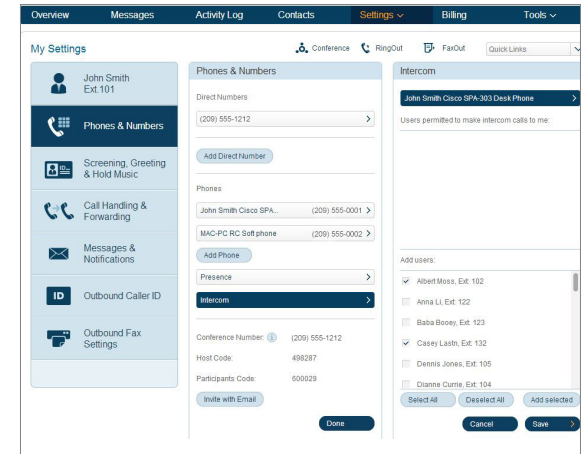 Overview Messages Activity Log Contacts Settings Billing Tools
My Settings
Conference RingOut FaxOut Quick Links
John Smith
Ext.101
Phones & Numbers
Screening, Greeting
& Hold Music
Call Handling &
Forwarding
Messages &
Notifications
ID
Outbound Caller ID
Outbound Fax
Settings
Phones & Numbers
Direct Numbers
(209) 555-1212
Add Direct Number
Phones
John Smith Cisco SPA... (209) 555-0001
MAC-PC RC Soft phone (209) 555-0002
Add Phone
Presence
Intercom
Conference Number: (209) 555-1212
Host Code: 498287
Participants Code: 600029
Invite with Email
Done
Intercom
John Smith Cisco SPA-303 Desk Phone
Users permitted to make intercom calls to me:
Add users:
Albert Moss, Ext. 102
Anna Li, Ext. 122
Baba Booey, Ext. 123
Casey Lastn, Ext. 132
Dennis Jones, Ext. 105
Dianne Currie, Ext. 104
Select All Deselect All Add selected
Cancel Save